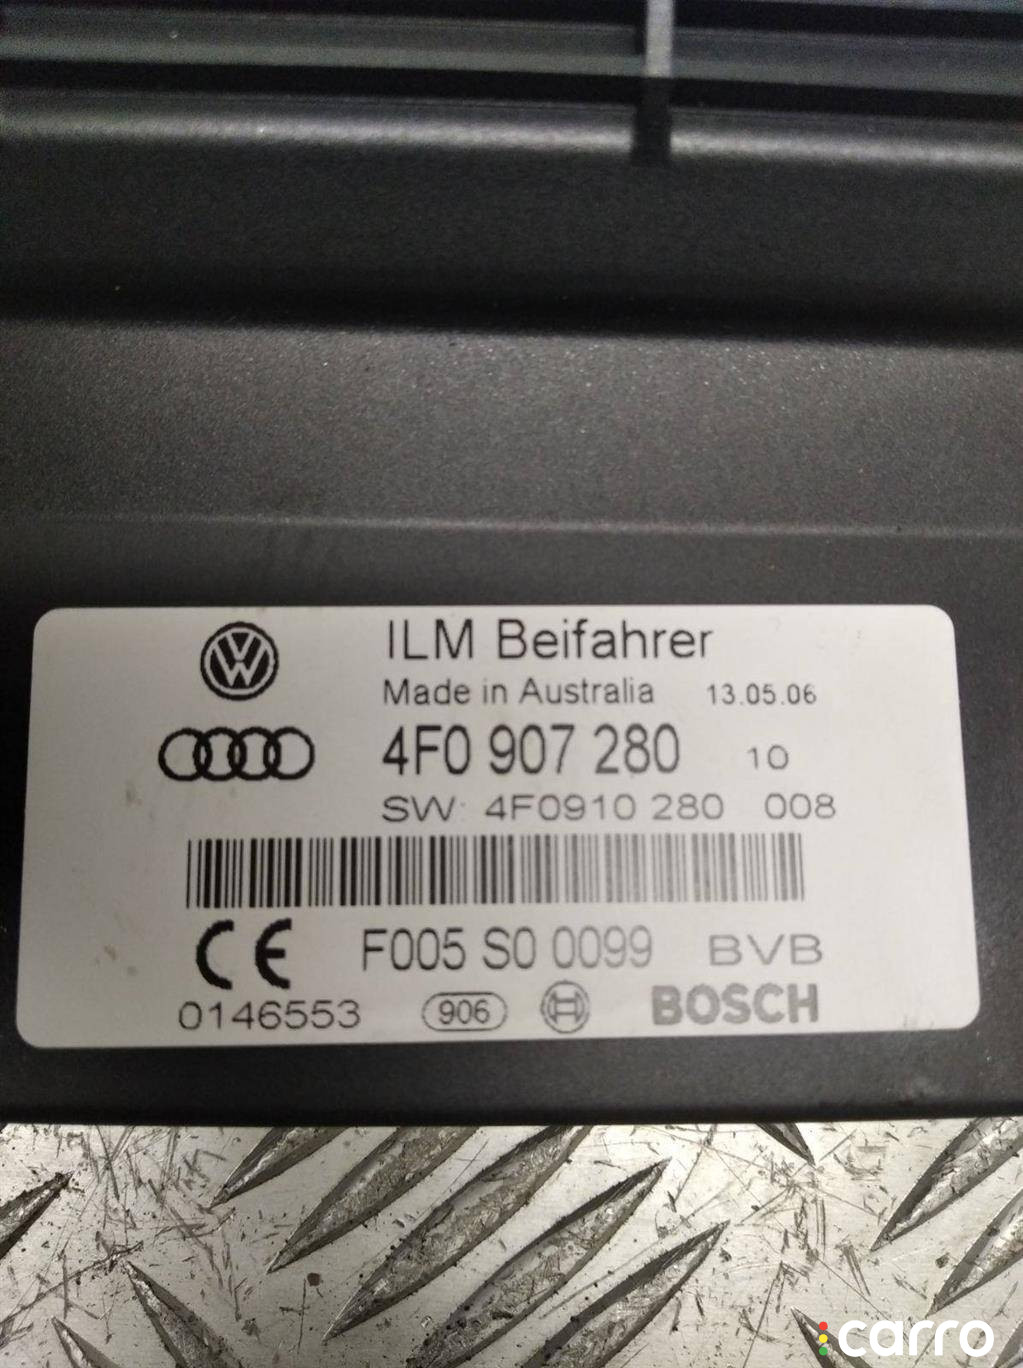 ILM Beifahrer
Made in Australia 13.05.06
4F0 907 280 10
SW: 4F0910 280 008
CE F005 S0 0099 BVB
0146553 906 BOSCH
carro